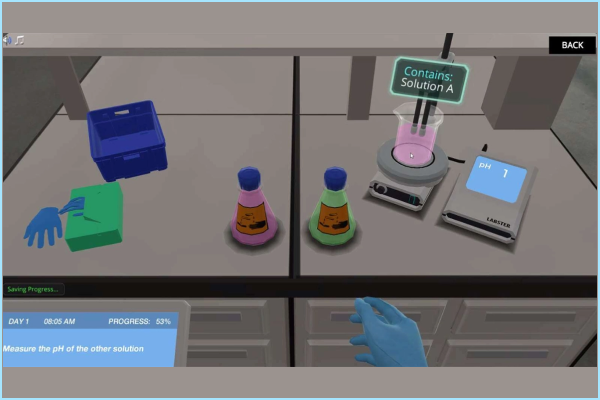 BACK
Contains:
Solution A
pH 1
LABSTER
Saving Progress...
DAY 1 08:05 AM PROGRESS: 53%
Measure the pH of the other solution